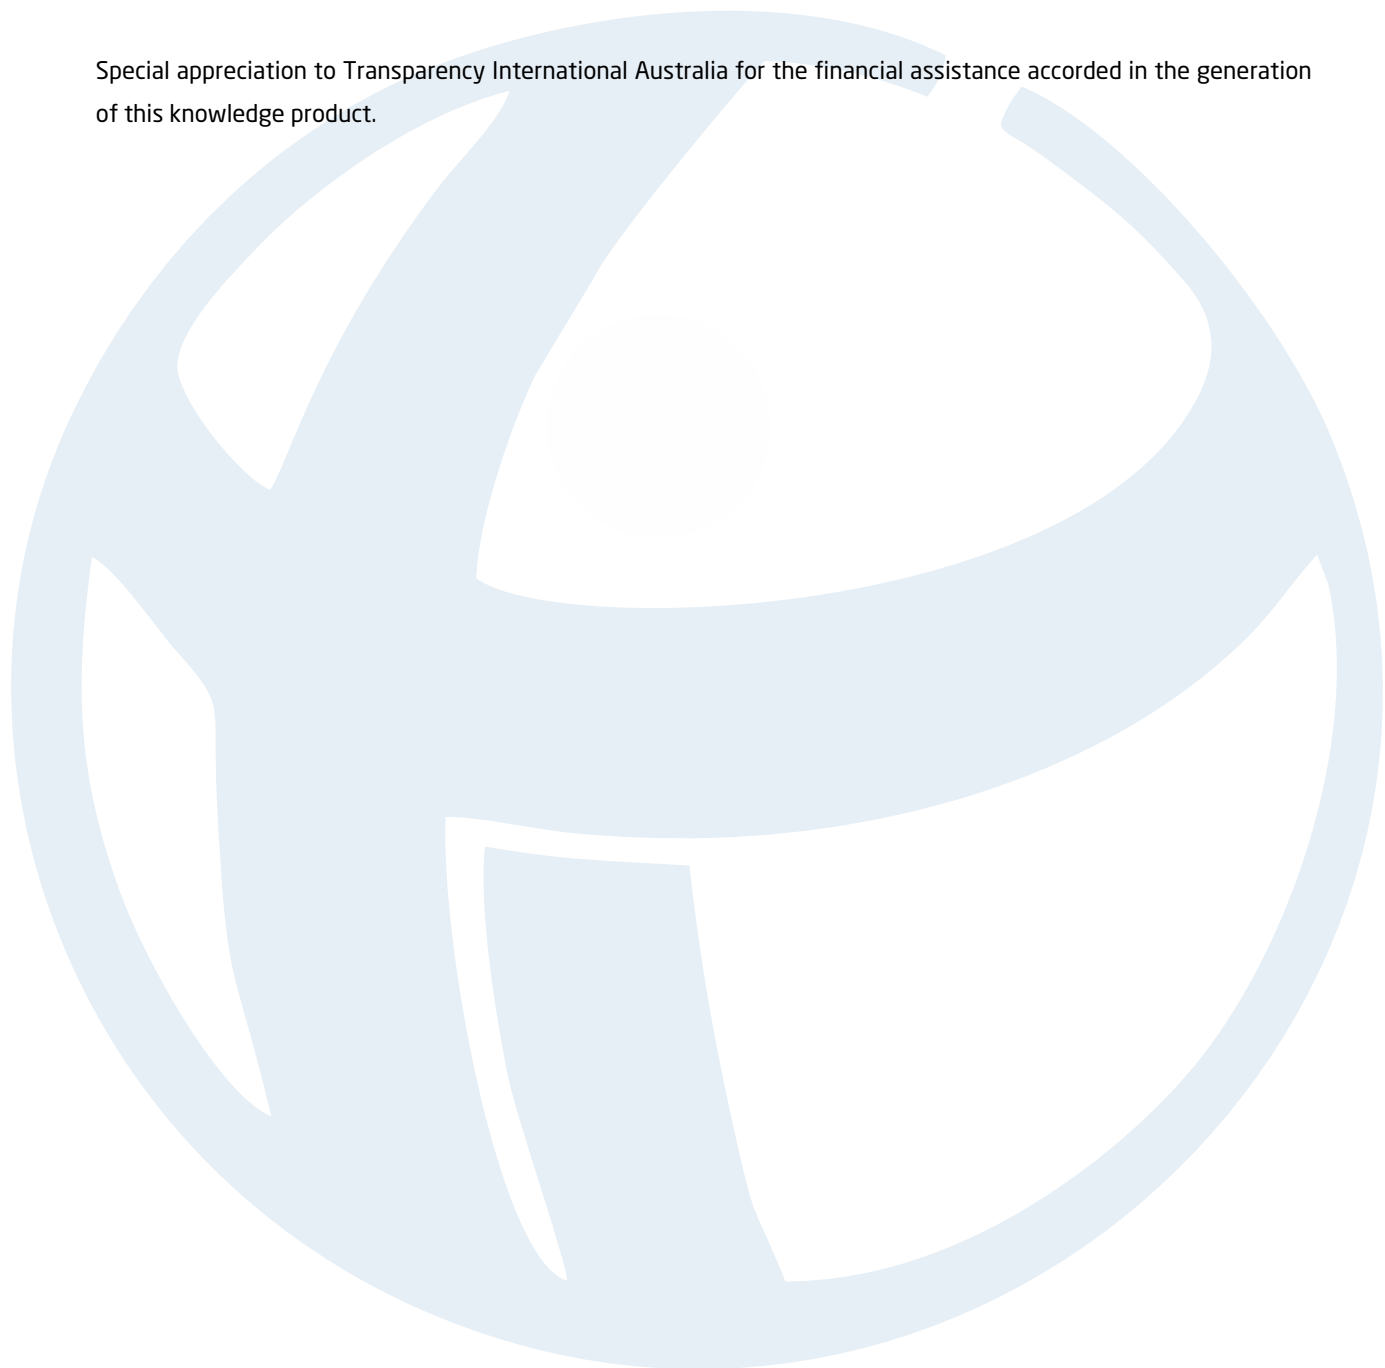 Special appreciation to Transparency International Australia for the financial assistance accorded in the generation
of this knowledge product.